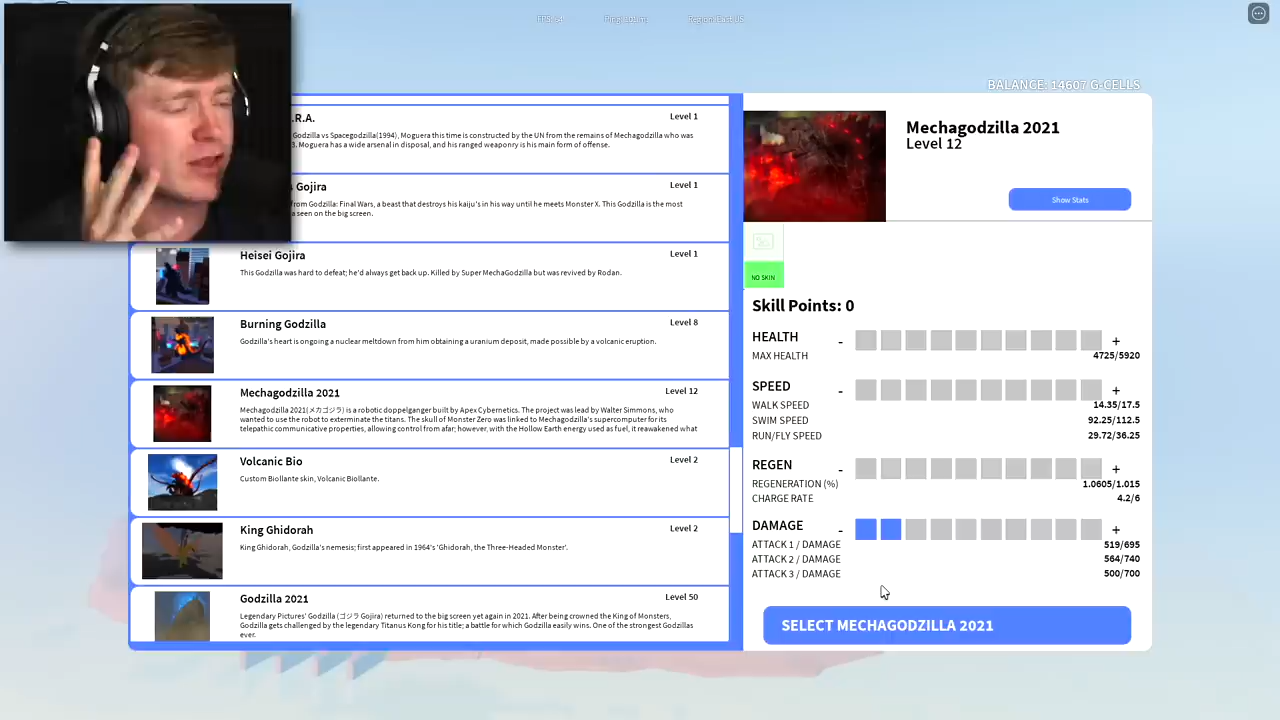 BALANCE: 14607 G-CELLS
.R.A.
Level 1
Godzilla vs Spacegodzilla(1994), Moguera this time is constructed by the UN from the remains of Mechagodzilla who was
3. Moguera has a wide arsenal in disposal, and his ranged weaponry is his main form of offense.
Gojira
Level 1
from Godzilla: Final Wars, a beast that destroys his kaiju's in his way until he meets Monster X. This Godzilla is the most
seen on the big screen.
Heisei Gojira
Level 1
This Godzilla was hard to defeat; he'd always get back up. Killed by Super MechaGodzilla but was revived by Rodan.
Burning Godzilla
Level 8
Godzilla's heart is ongoing a nuclear meltdown from him obtaining a uranium deposit, made possible by a volcanic eruption.
Mechagodzilla 2021
Level 12
Mechagodzilla 2021(メカゴジラ) is a robotic doppelganger built by Apex Cybernetics. The project was lead by Walter Simmons, who
wanted to use the robot to exterminate the titans. The skull of Monster Zero was linked to Mechagodzilla's supercomputer for its
telepathic communicative properties, allowing control from afar; however, with the Hollow Earth energy used as fuel, it reawakened what
Volcanic Bio
Level 2
Custom Biollante skin, Volcanic Biollante.
King Ghidorah
Level 2
King Ghidorah, Godzilla's nemesis; first appeared in 1964's 'Ghidorah, the Three-Headed Monster'.
Godzilla 2021
Level 50
Legendary Pictures' Godzilla (ゴジラ Gojira) returned to the big screen yet again in 2021. After being crowned the King of Monsters,
Godzilla gets challenged by the legendary Titanus Kong for his title; a battle for which Godzilla easily wins. One of the strongest Godzillas
ever.
Mechagodzilla 2021
Level 12
Show Stats
NO SKIN
Skill Points: 0
HEALTH - +
MAX HEALTH 4725/5920
SPEED - +
WALK SPEED 14.35/17.5
SWIM SPEED 92.25/112.5
RUN/FLY SPEED 29.72/36.25
REGEN - +
REGENERATION (%) 1.0605/1.015
CHARGE RATE 4.2/6
DAMAGE - +
ATTACK 1 / DAMAGE 519/695
ATTACK 2 / DAMAGE 564/740
ATTACK 3 / DAMAGE 500/700
SELECT MECHAGODZILLA 2021